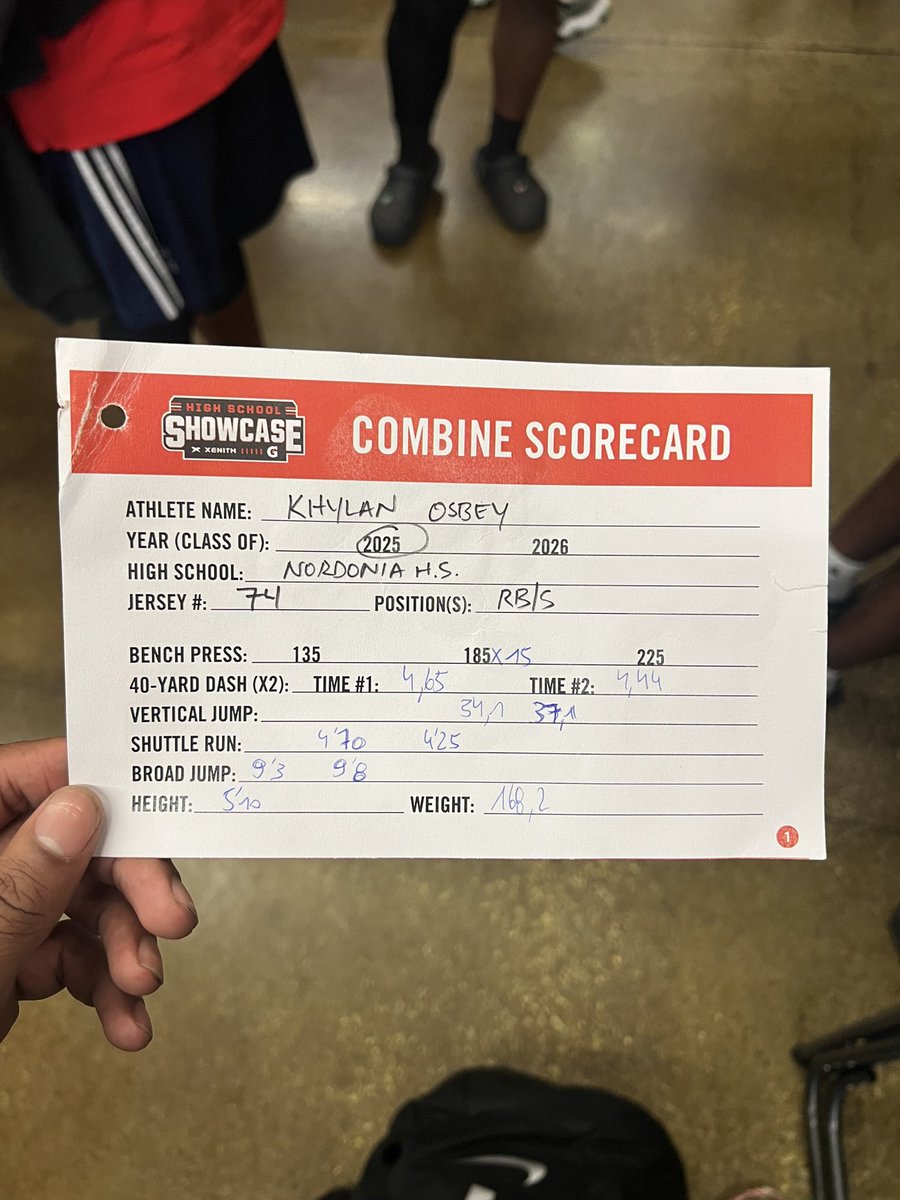 HIGH SCHOOL
SHOWCASE
XENITH G
COMBINE SCORECARD
ATHLETE NAME: KHYLAN OSBEY
YEAR (CLASS OF): 2025 2026
HIGH SCHOOL: NORDONIA H.S.
JERSEY #: 74 POSITION(S): RB/S
BENCH PRESS: 135 185X15 225
40-YARD DASH (X2): TIME #1: 4,65 TIME #2: 4,44
VERTICAL JUMP: 34,1 37,1
SHUTTLE RUN: 4'70 4'25
BROAD JUMP: 9'3 9'8
HEIGHT: 5'10 WEIGHT: 168,2
1